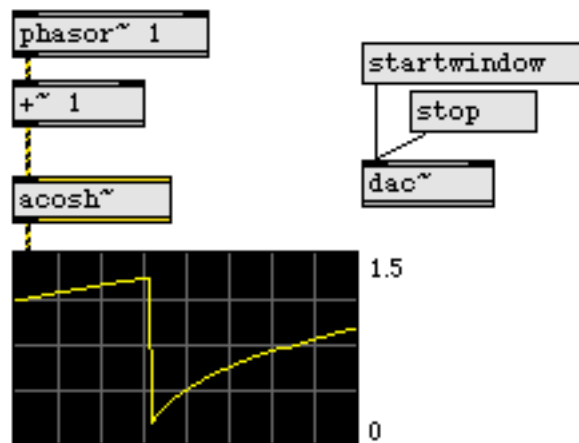 phasor~ 1
+~ 1
acosh~
startwindow
stop
dac~
1.5
0